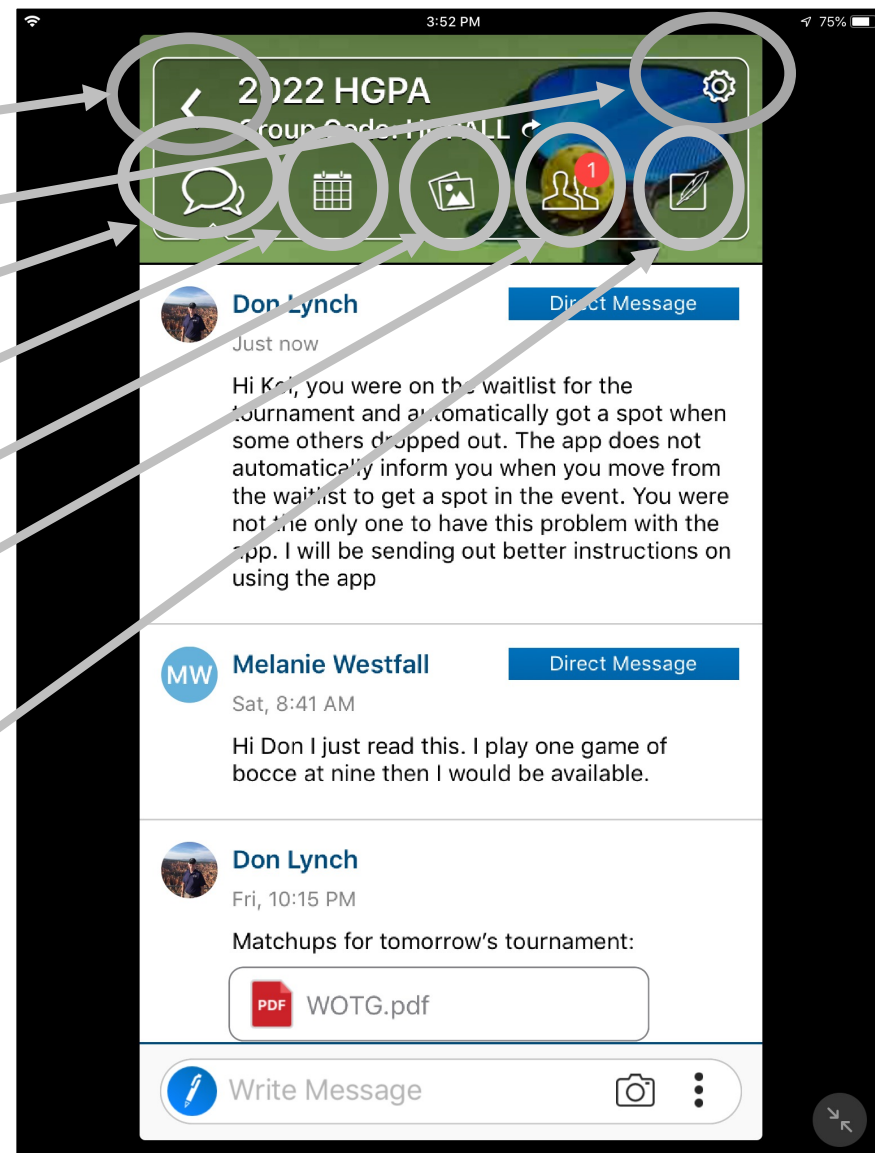 3:52 PM
75%
2022 HGPA
Group Code:
1
Don Lynch
Direct Message
Just now
Hi Kei, you were on the waitlist for the
tournament and automatically got a spot when
some others dropped out. The app does not
automatically inform you when you move from
the waitlist to get a spot in the event. You were
not the only one to have this problem with the
app. I will be sending out better instructions on
using the app
MW
Melanie Westfall
Direct Message
Sat, 8:41 AM
Hi Don I just read this. I play one game of
bocce at nine then I would be available.
Don Lynch
Fri, 10:15 PM
Matchups for tomorrow's tournament:
PDF
WOTG.pdf
Write Message